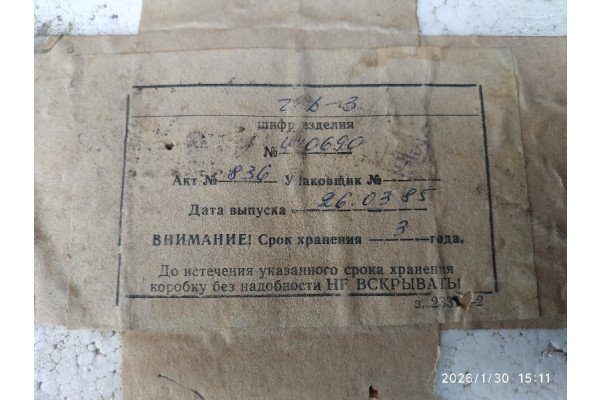 шифр изделия
№ 0690
Акт № 836 Упаковщик №
Дата выпуска 26.03.85
ВНИМАНИЕ! Срок хранения 3 года.
До истечения указанного срока хранения
коробку без надобности НЕ ВСКРЫВАТЬ!
2026/1/30 15:11